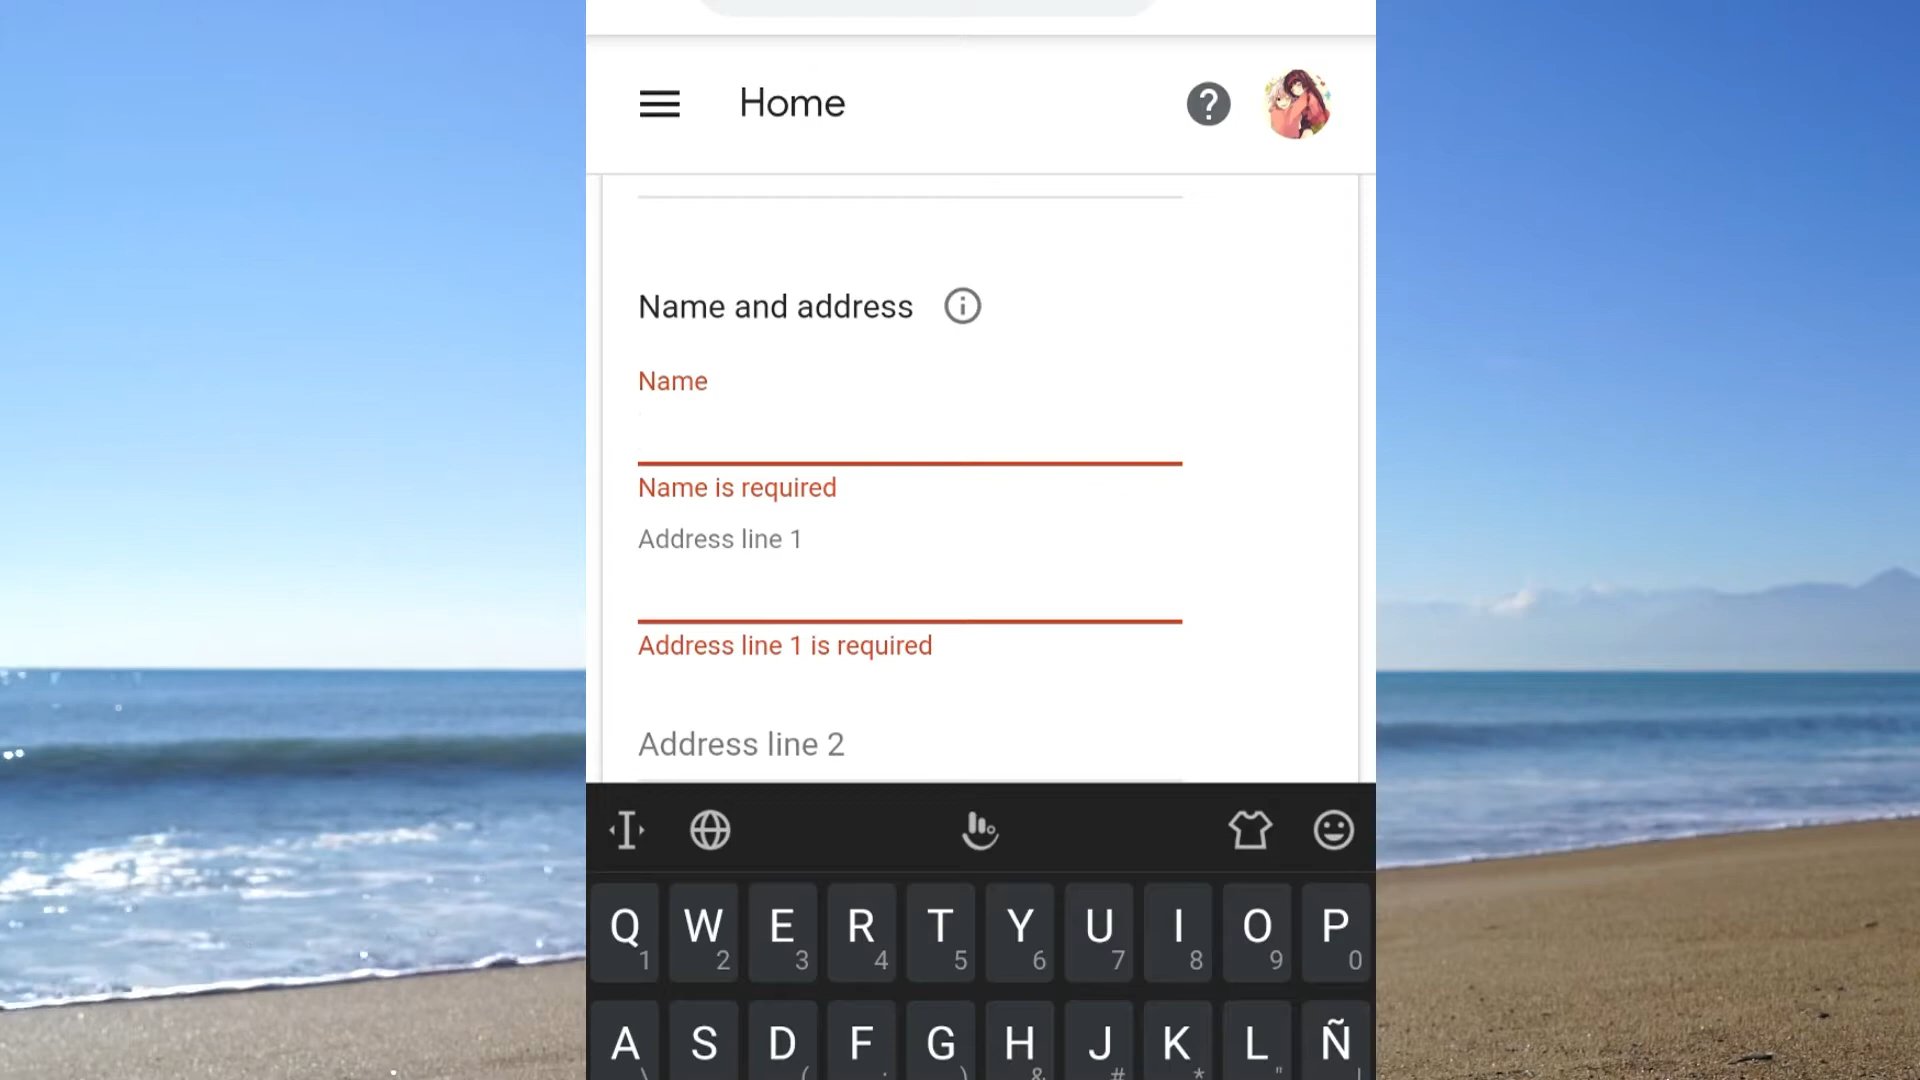 Home
Name and address
Name
Name is required
Address line 1
Address line 1 is required
Address line 2
Q W E R T Y U I O P
1 2 3 4 5 6 7 8 9 0
A S D F G H J K L Ñ